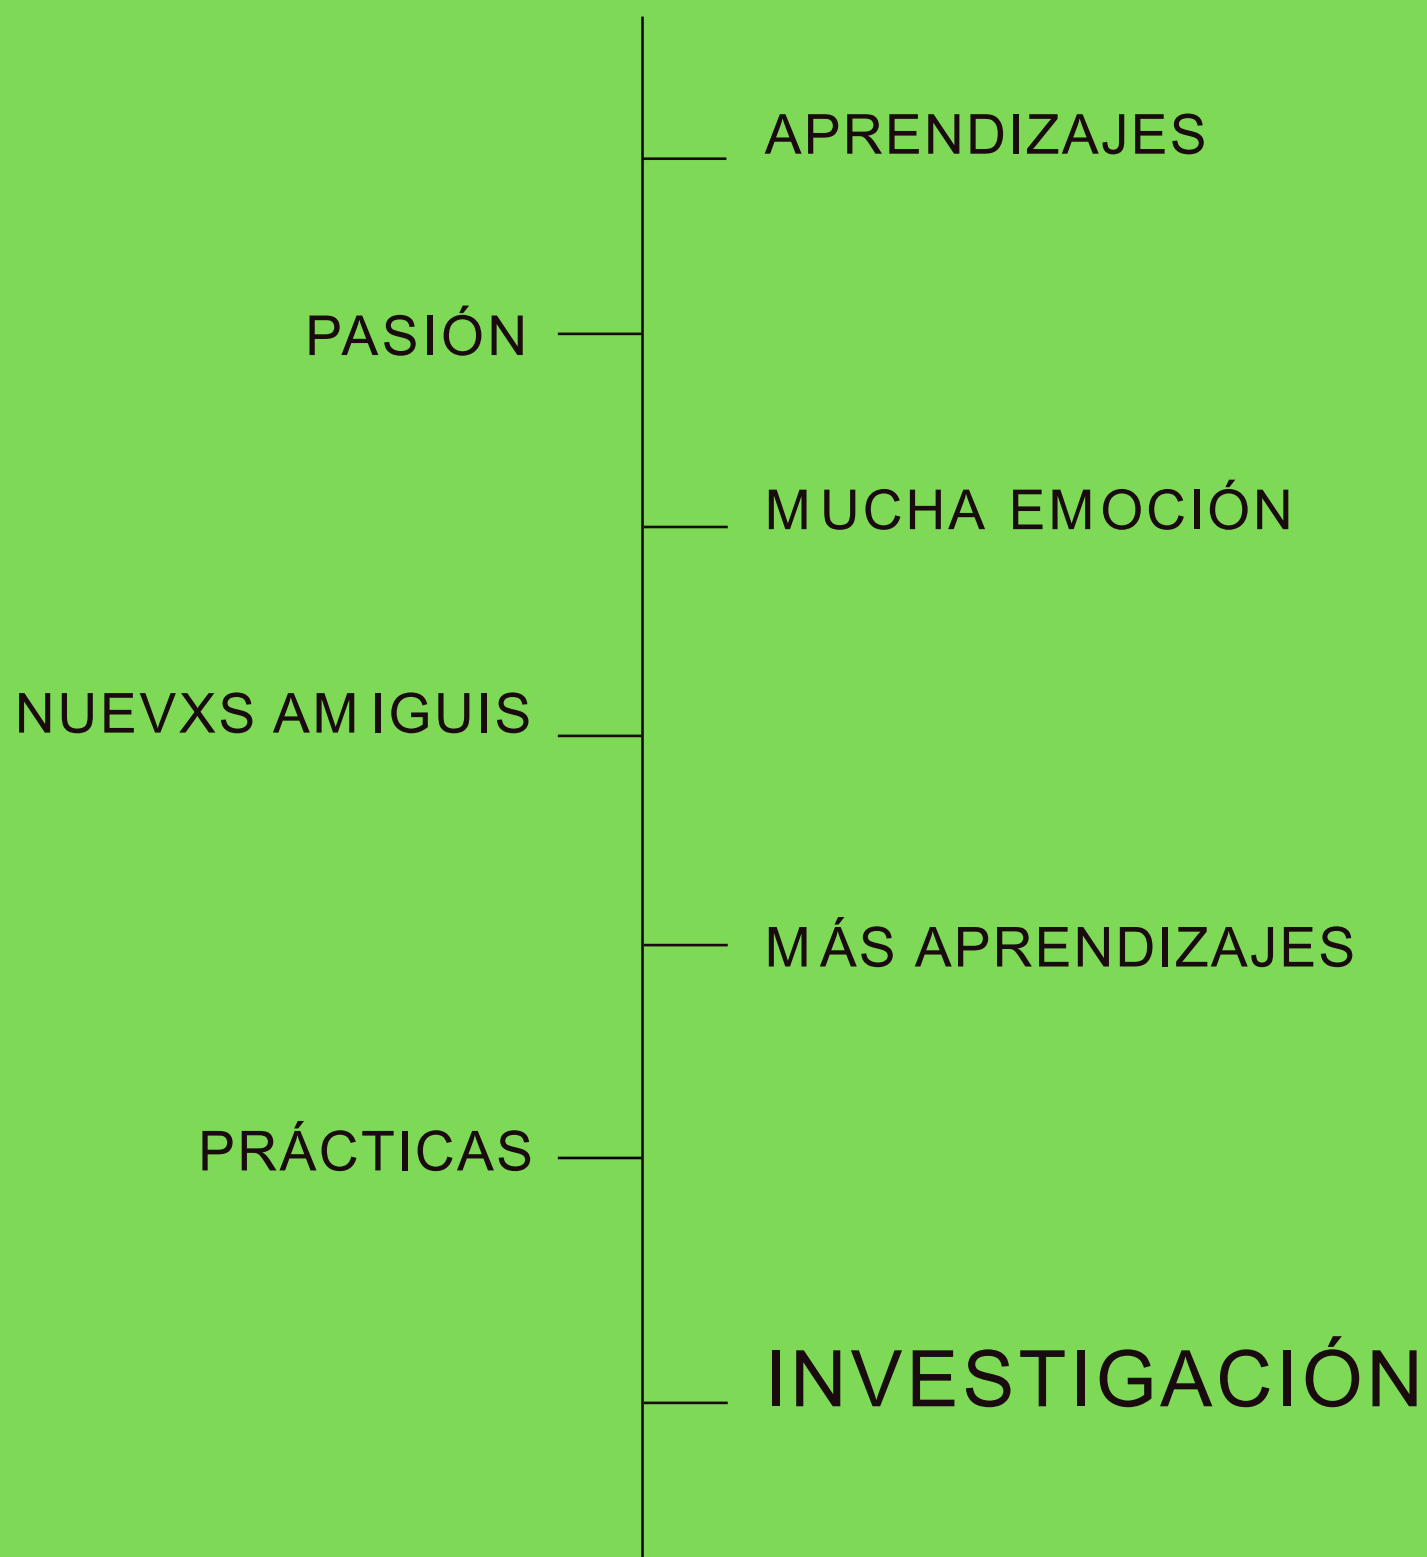 APRENDIZAJES
PASIÓN
MUCHA EMOCIÓN
NUEVXS AMIGUIS
MÁS APRENDIZAJES
PRÁCTICAS
INVESTIGACIÓN